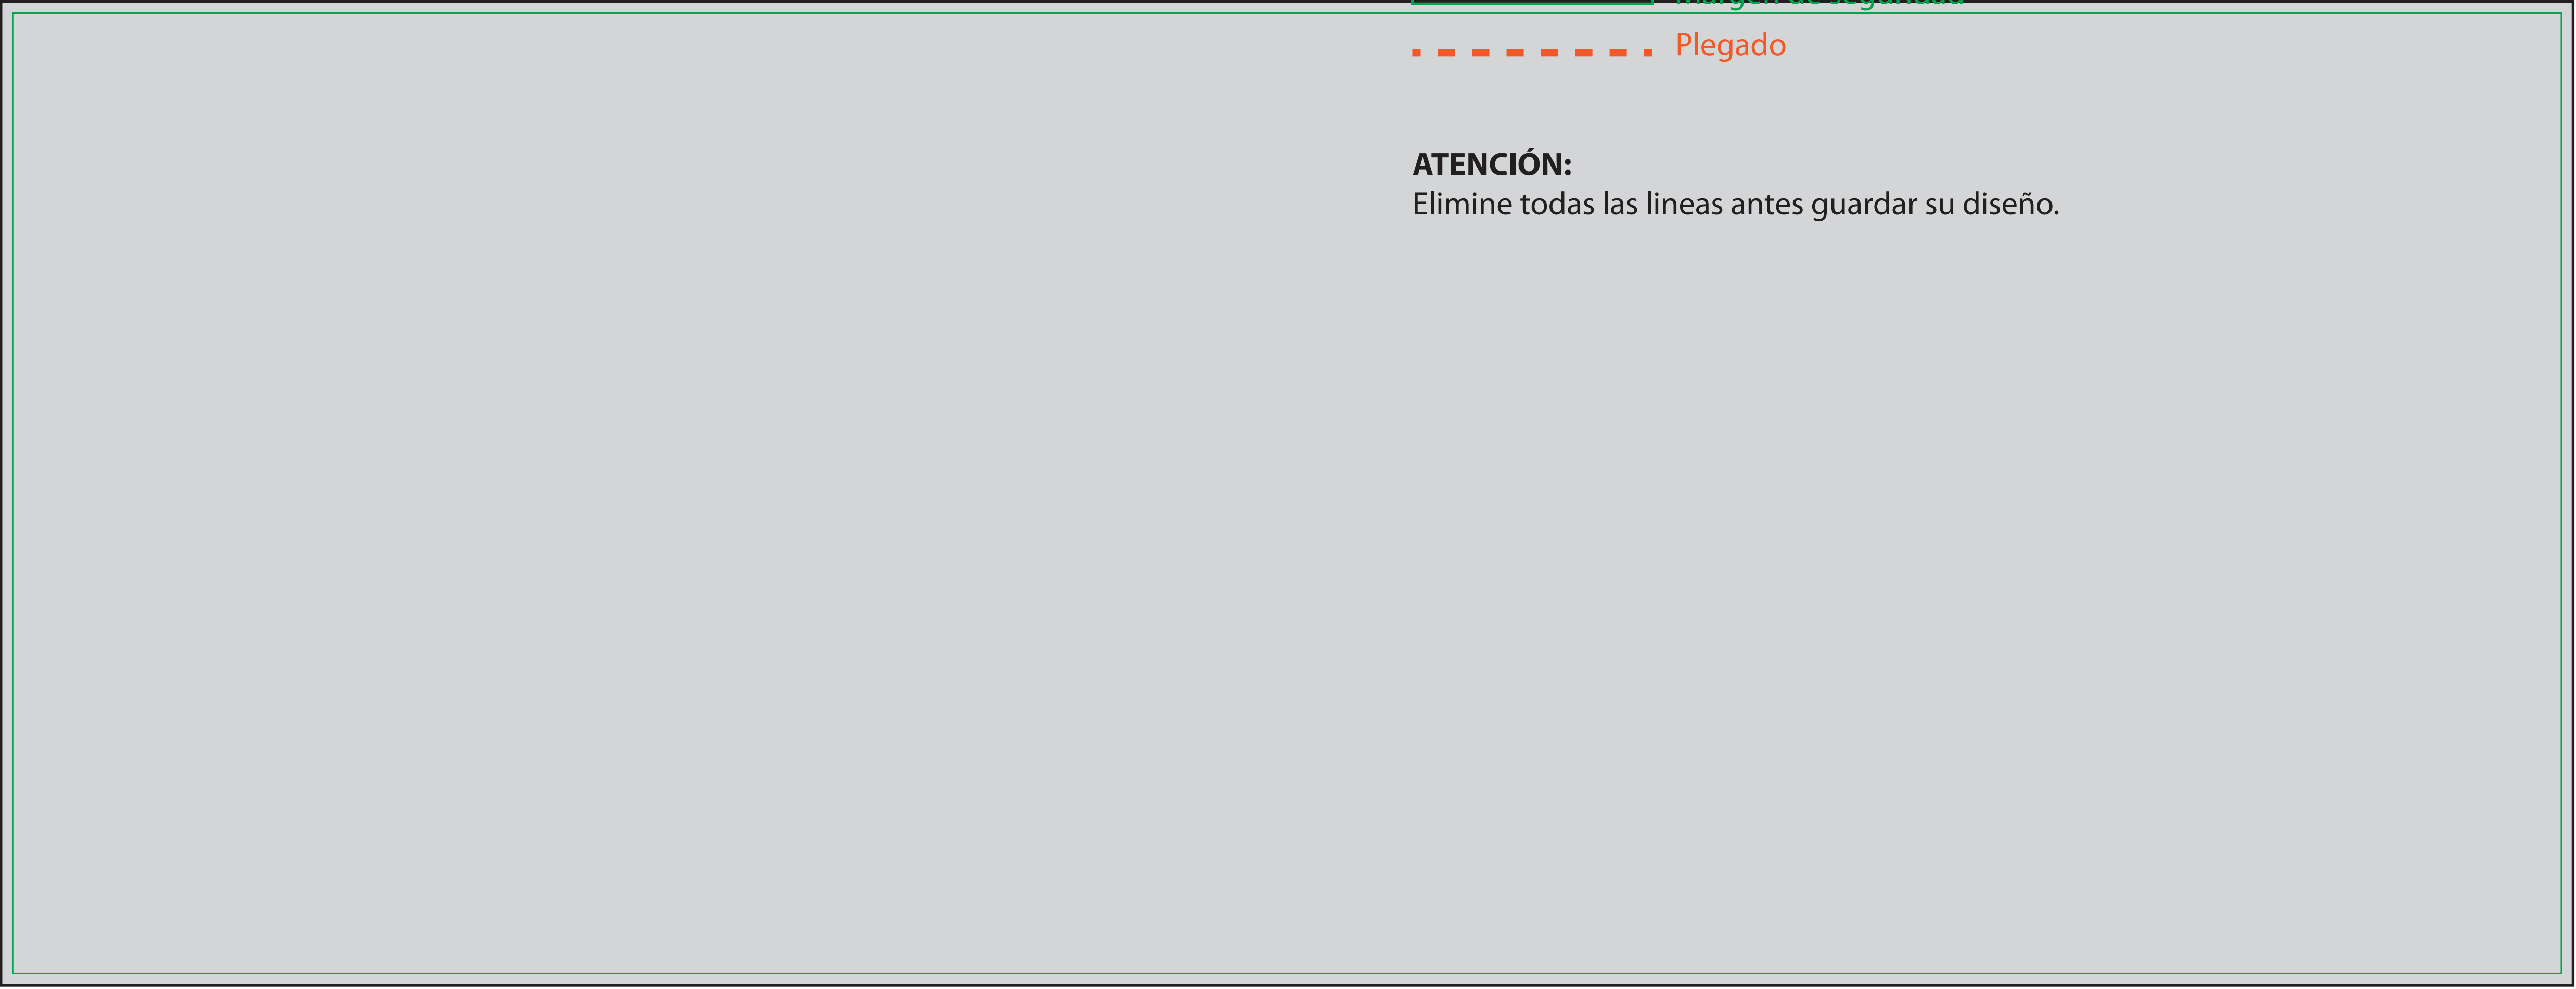 Plegado
ATENCIÓN:
Elimine todas las lineas antes guardar su diseño.